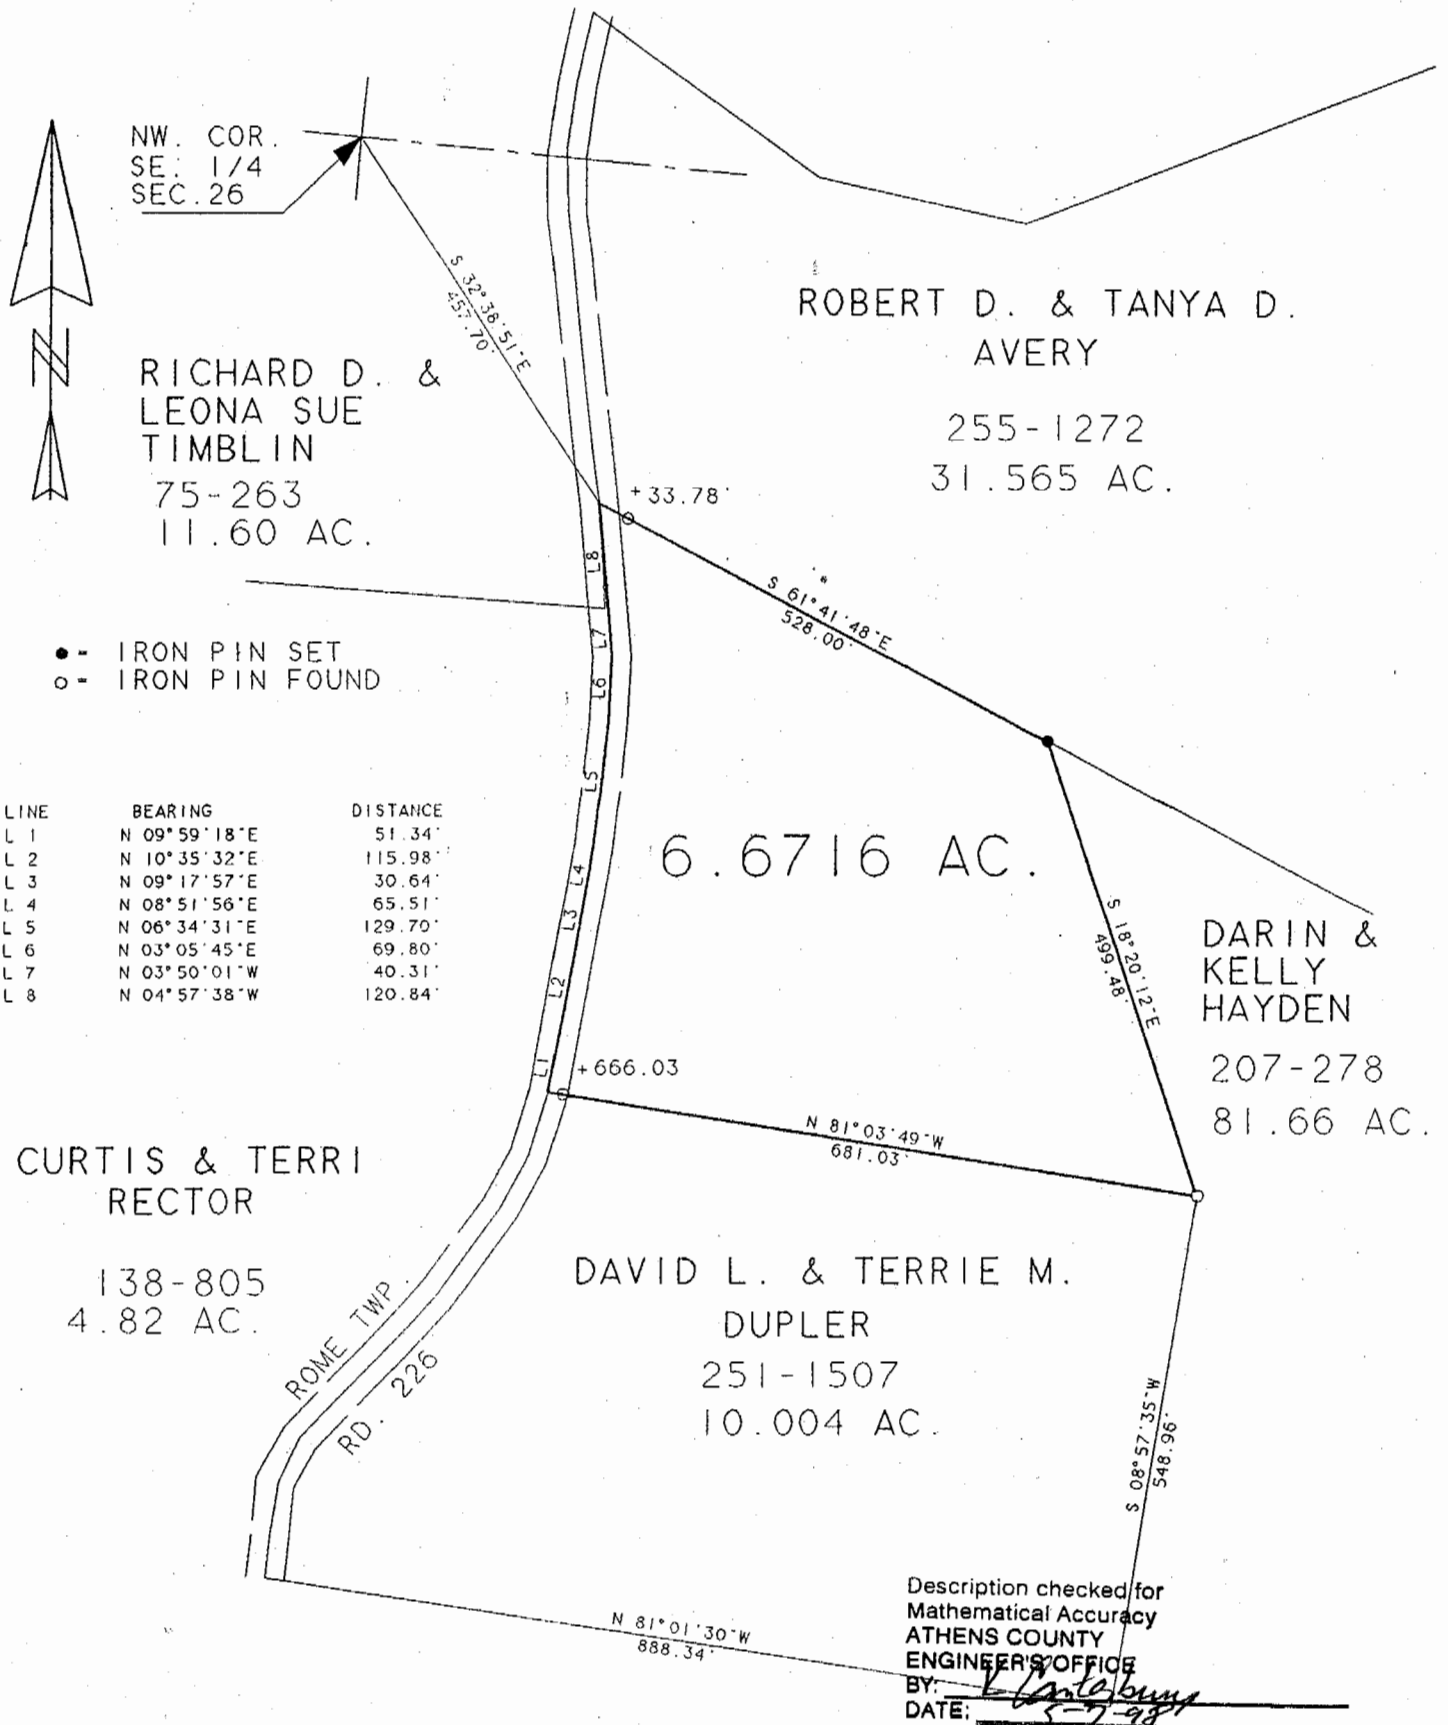 NW. COR.
SE. 1/4
SEC.26
S 32°38'51"E
457.70'
ROBERT D. & TANYA D.
AVERY
255-1272
31.565 AC.
N
RICHARD D. &
LEONA SUE
TIMBLIN
75-263
11.60 AC.
+33.78'
L8
S 61°41'48"E
528.00'
● - IRON PIN SET
○ - IRON PIN FOUND
L7
L6
L5
LINE BEARING DISTANCE
L 1 N 09°59'18"E 51.34'
L 2 N 10°35'32"E 115.98'
L 3 N 09°17'57"E 30.64'
L 4 N 08°51'56"E 65.51'
L 5 N 06°34'31"E 129.70'
L 6 N 03°05'45"E 69.80'
L 7 N 03°50'01"W 40.31'
L 8 N 04°57'38"W 120.84'
6.6716 AC.
L4
L3
L2
L1
S 18°20'12"E
499.48'
DARIN &
KELLY
HAYDEN
207-278
81.66 AC.
+666.03
N 81°03'49"W
681.03'
CURTIS & TERRI
RECTOR
138-805
4.82 AC.
DAVID L. & TERRIE M.
DUPLER
251-1507
10.004 AC.
ROME TWP.
RD. 226
S 08°57'35"W
548.96'
N 81°01'30"W
888.34'
Description checked for
Mathematical Accuracy
ATHENS COUNTY
ENGINEER'S OFFICE
BY:
DATE: 5-7-98